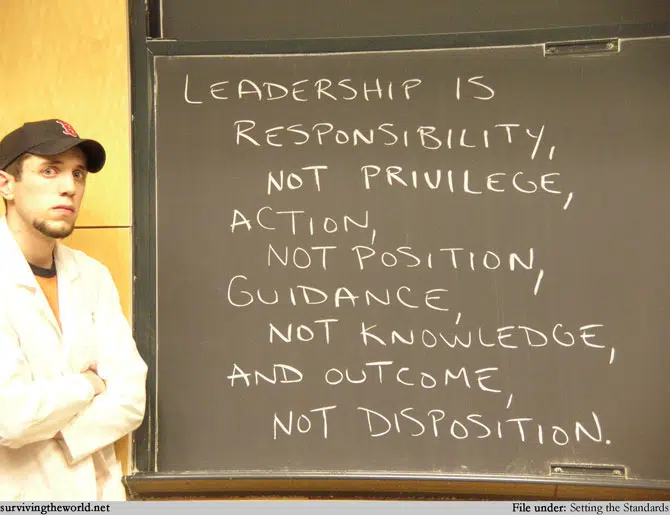 LEADERSHIP IS
RESPONSIBILITY,
NOT PRIVILEGE,
ACTION,
NOT POSITION,
GUIDANCE,
NOT KNOWLEDGE,
AND OUTCOME,
NOT DISPOSITION.
B
survivingtheworld.net
File under: Setting the Standards